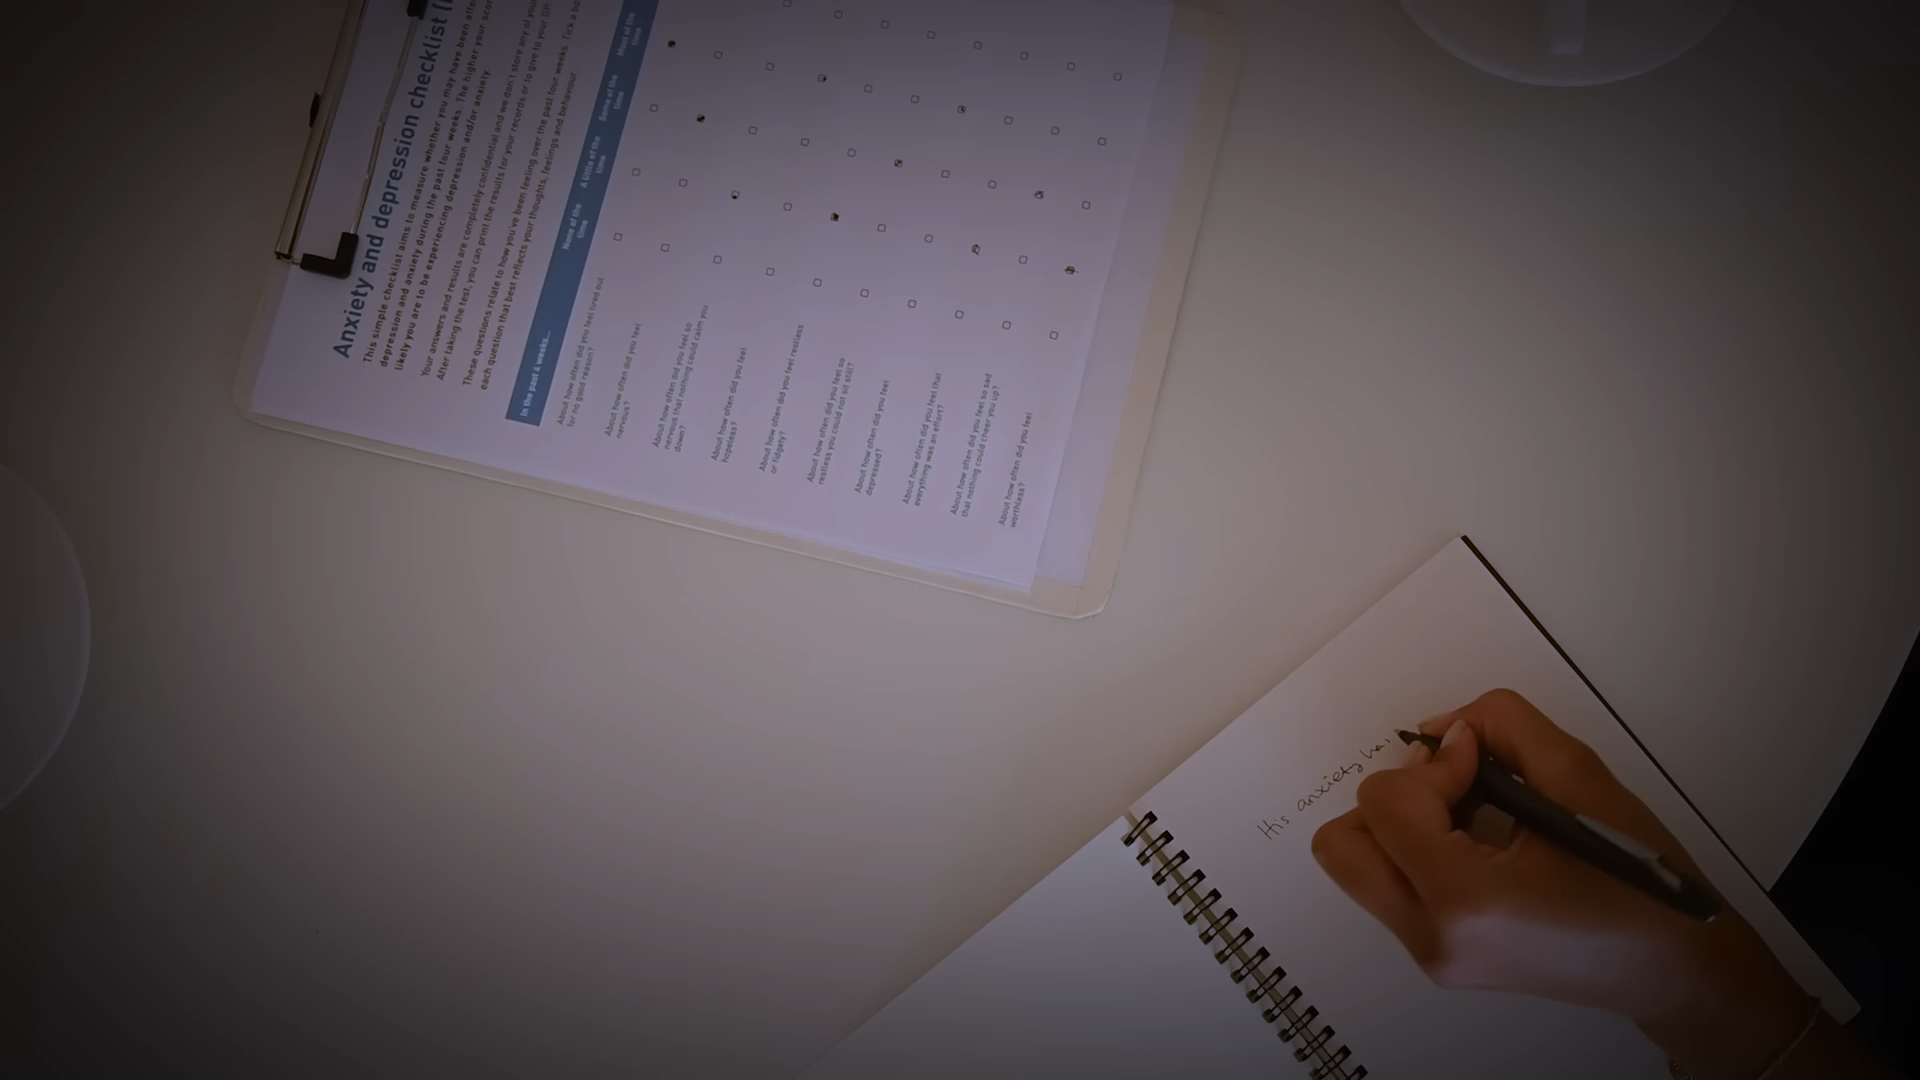 Anxiety and depression checklist (
This simple checklist aims to measure whether you may have been
depression and anxiety during the past four weeks. The higher your
likely you are to be experiencing depression and/or anxiety.
Your answers and results are completely confidential and we don't store any of
After taking the test, you can print the results for your records or to give to your GP
These questions relate to how you've been feeling over the past four weeks. Tick a
each question that best reflects your thoughts, feelings and behaviour.
In the past 4 weeks...
None of the time
A little of the time
Some of the time
Most of the time
About how often did you feel tired out
for no good reason?
About how often did you feel
nervous?
About how often did you feel so
nervous that nothing could calm you
down?
About how often did you feel
hopeless?
About how often did you feel restless
or fidgety?
About how often did you feel so
restless you could not sit still?
About how often did you feel
depressed?
About how often did you feel that
everything was an effort?
About how often did you feel so sad
that nothing could cheer you up?
About how often did you feel
worthless?
His anxiety has